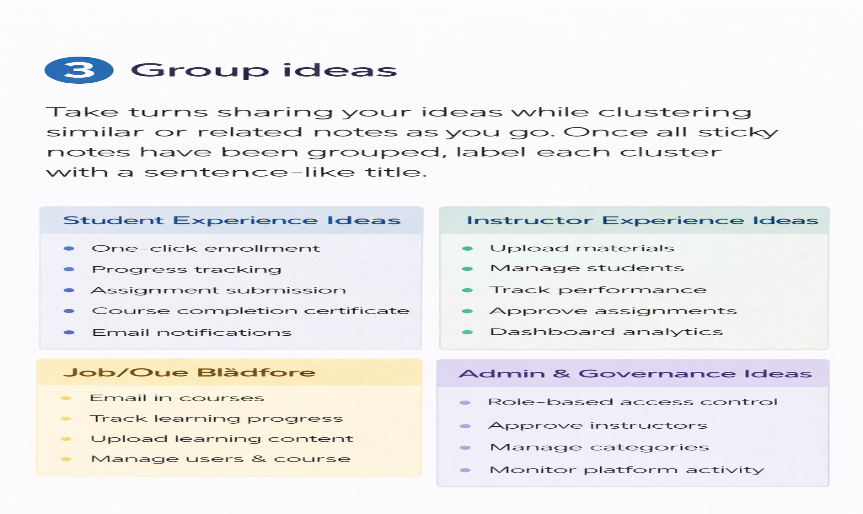 3 Group ideas
Take turns sharing your ideas while clustering
similar or related notes as you go. Once all sticky
notes have been grouped, label each cluster
with a sentence-like title.
Student Experience Ideas
One-click enrollment
Progress tracking
Assignment submission
Course completion certificate
Email notifications
Instructor Experience Ideas
Upload materials
Manage students
Track performance
Approve assignments
Dashboard analytics
Job/Oue Blàdfore
Email in courses
Track learning progress
Upload learning content
Manage users & course
Admin & Governance Ideas
Role-based access control
Approve instructors
Manage categories
Monitor platform activity